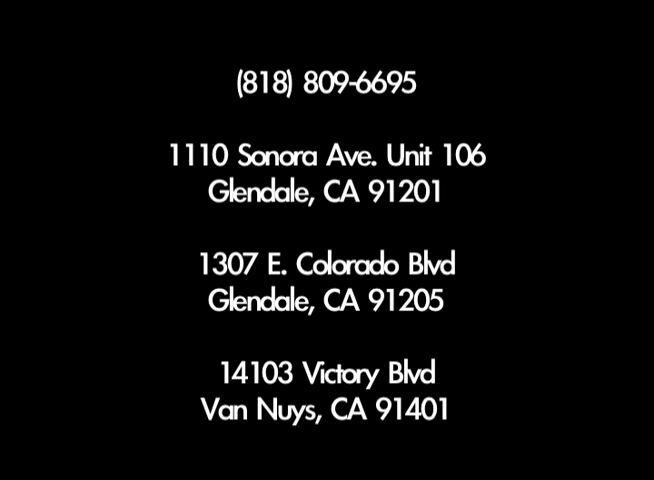 (818) 809-6695
1110 Sonora Ave. Unit 106
Glendale, CA 91201
1307 E. Colorado Blvd
Glendale, CA 91205
14103 Victory Blvd
Van Nuys, CA 91401